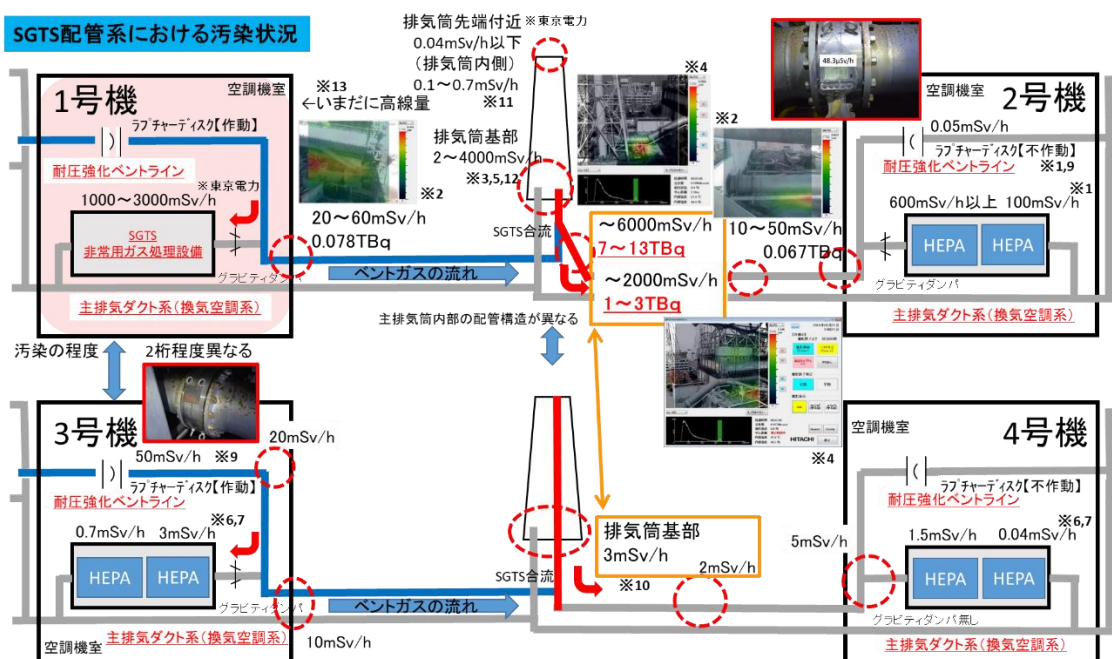 SGTS配管系における汚染状況
排気筒先端付近 ※東京電力
0.04mSv/h以下
(排気筒内側)
0.1～0.7mSv/h
※11
排気筒基部
2～4000mSv/h
※3,5,12
1号機
空調機室
ラプチャーディスク【作動】
耐圧強化ベントライン
※東京電力
1000～3000mSv/h
SGTS
非常用ガス処理設備
グラビティダンパ
主排気ダクト系(換気空調系)
※13
←いまだに高線量
※2
20～60mSv/h
0.078TBq
ベントガスの流れ
SGTS合流
※4
～6000mSv/h
7～13TBq
～2000mSv/h
1～3TBq
※2
10～50mSv/h
0.067TBq
48.3μSv/h
空調機室
2号機
0.05mSv/h
ラプチャーディスク【不作動】
耐圧強化ベントライン
※1,9
※1
600mSv/h以上 100mSv/h
HEPA
HEPA
グラビティダンパ
主排気ダクト系(換気空調系)
主排気筒内部の配管構造が異なる
汚染の程度
2桁程度異なる
HITACHI
※4
3号機
50mSv/h
※9
20mSv/h
ラプチャーディスク【作動】
耐圧強化ベントライン
※6,7
0.7mSv/h
3mSv/h
HEPA
HEPA
グラビティダンパ
主排気ダクト系(換気空調系)
空調機室
10mSv/h
ベントガスの流れ
SGTS合流
排気筒基部
3mSv/h
※10
2mSv/h
空調機室
4号機
ラプチャーディスク【不作動】
耐圧強化ベントライン
※6,7
5mSv/h
1.5mSv/h
0.04mSv/h
HEPA
HEPA
グラビティダンパ無し
主排気ダクト系(換気空調系)